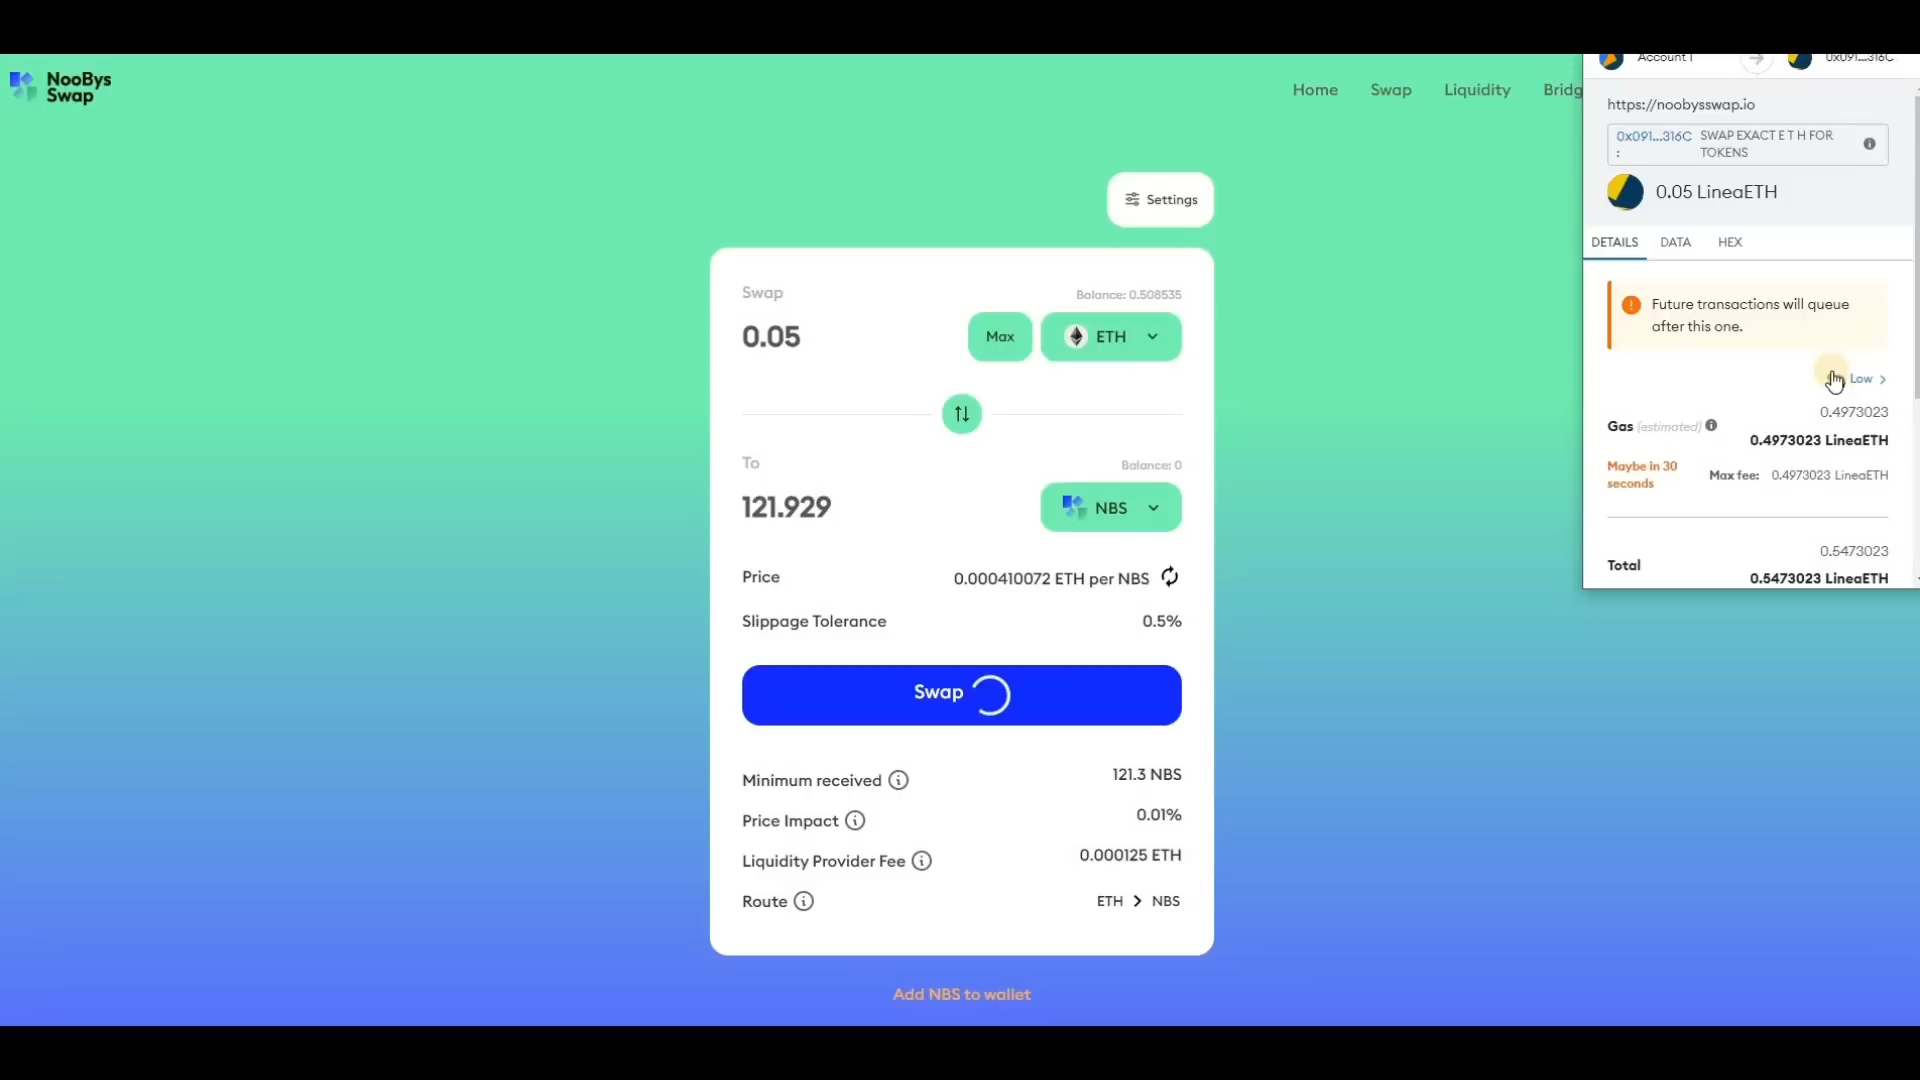 NooBys
Swap
Home
Swap
Liquidity
Bridg
Account 1
0x091...316C
https://noobysswap.io
0x091...316C
:
SWAP EXACT E T H FOR
TOKENS
0.05 LineaETH
DETAILS
DATA
HEX
Future transactions will queue
after this one.
Low
0.4973023
Gas (estimated)
0.4973023 LineaETH
Maybe in 30
seconds
Max fee: 0.4973023 LineaETH
0.5473023
Total
0.5473023 LineaETH
Settings
Swap
Balance: 0.508535
0.05
Max
ETH
To
Balance: 0
121.929
NBS
Price
0.000410072 ETH per NBS
Slippage Tolerance
0.5%
Swap
Minimum received
121.3 NBS
Price Impact
0.01%
Liquidity Provider Fee
0.000125 ETH
Route
ETH > NBS
Add NBS to wallet